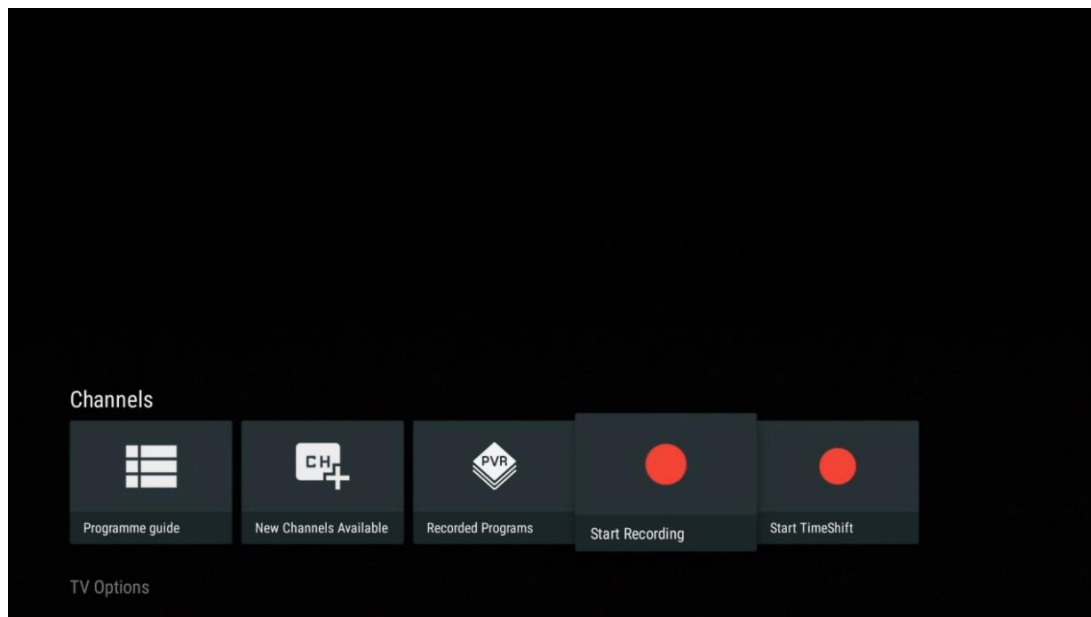 Channels
CH
PVR
Programme guide
New Channels Available
Recorded Programs
Start Recording
Start TimeShift
TV Options